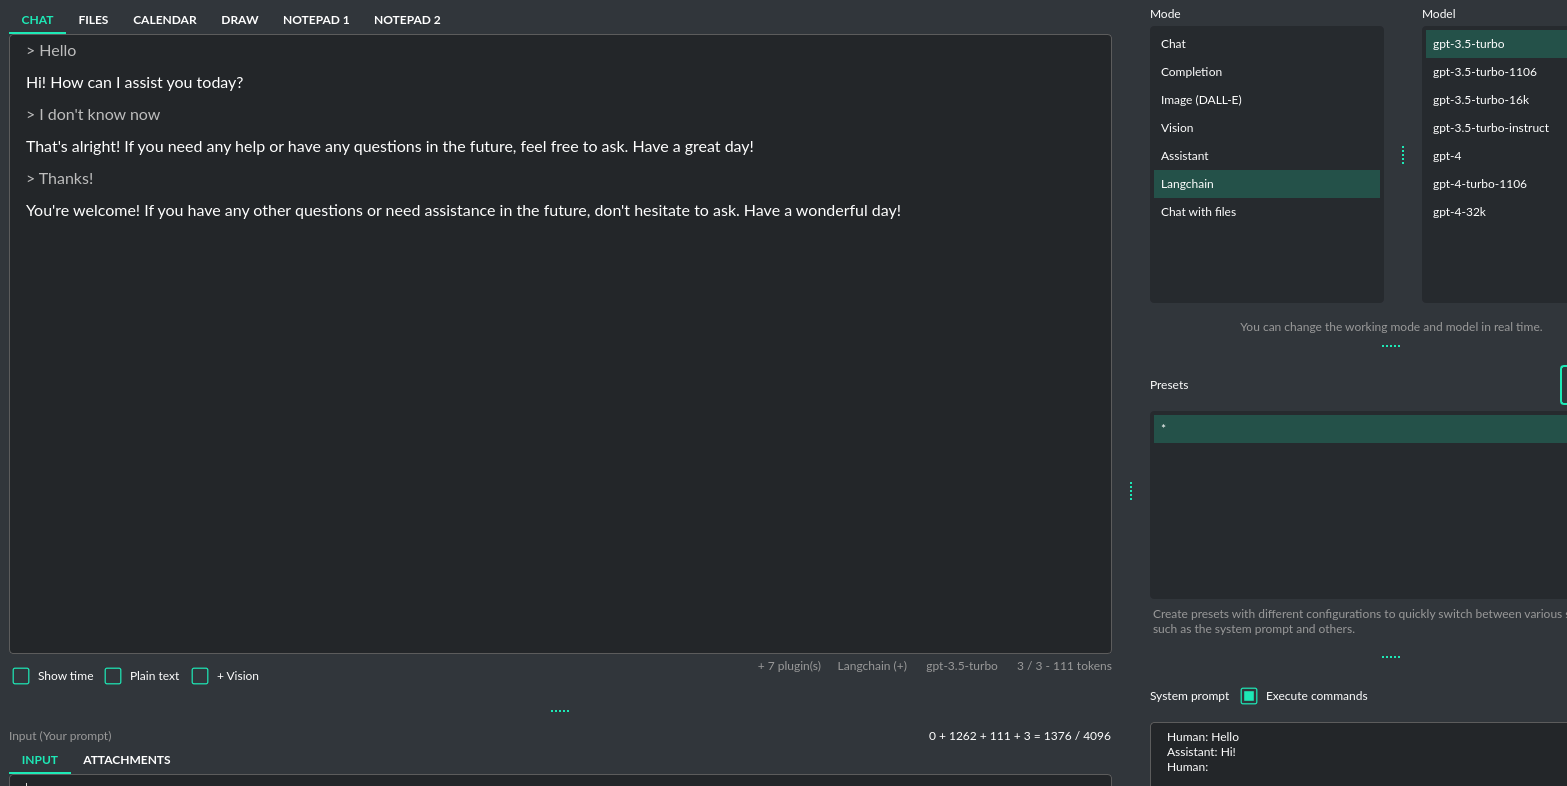 CHAT FILES CALENDAR DRAW NOTEPAD 1 NOTEPAD 2
> Hello
Hi! How can I assist you today?
> I don't know now
That's alright! If you need any help or have any questions in the future, feel free to ask. Have a great day!
> Thanks!
You're welcome! If you have any other questions or need assistance in the future, don't hesitate to ask. Have a wonderful day!
Show time Plain text + Vision
+ 7 plugin(s) Langchain (+) gpt-3.5-turbo 3 / 3 - 111 tokens
Input (Your prompt) 0 + 1262 + 111 + 3 = 1376 / 4096
INPUT ATTACHMENTS
Mode
Chat
Completion
Image (DALL-E)
Vision
Assistant
Langchain
Chat with files
Model
gpt-3.5-turbo
gpt-3.5-turbo-1106
gpt-3.5-turbo-16k
gpt-3.5-turbo-instruct
gpt-4
gpt-4-turbo-1106
gpt-4-32k
You can change the working mode and model in real time.
Presets
*
Create presets with different configurations to quickly switch between various
such as the system prompt and others.
System prompt Execute commands
Human: Hello
Assistant: Hi!
Human: